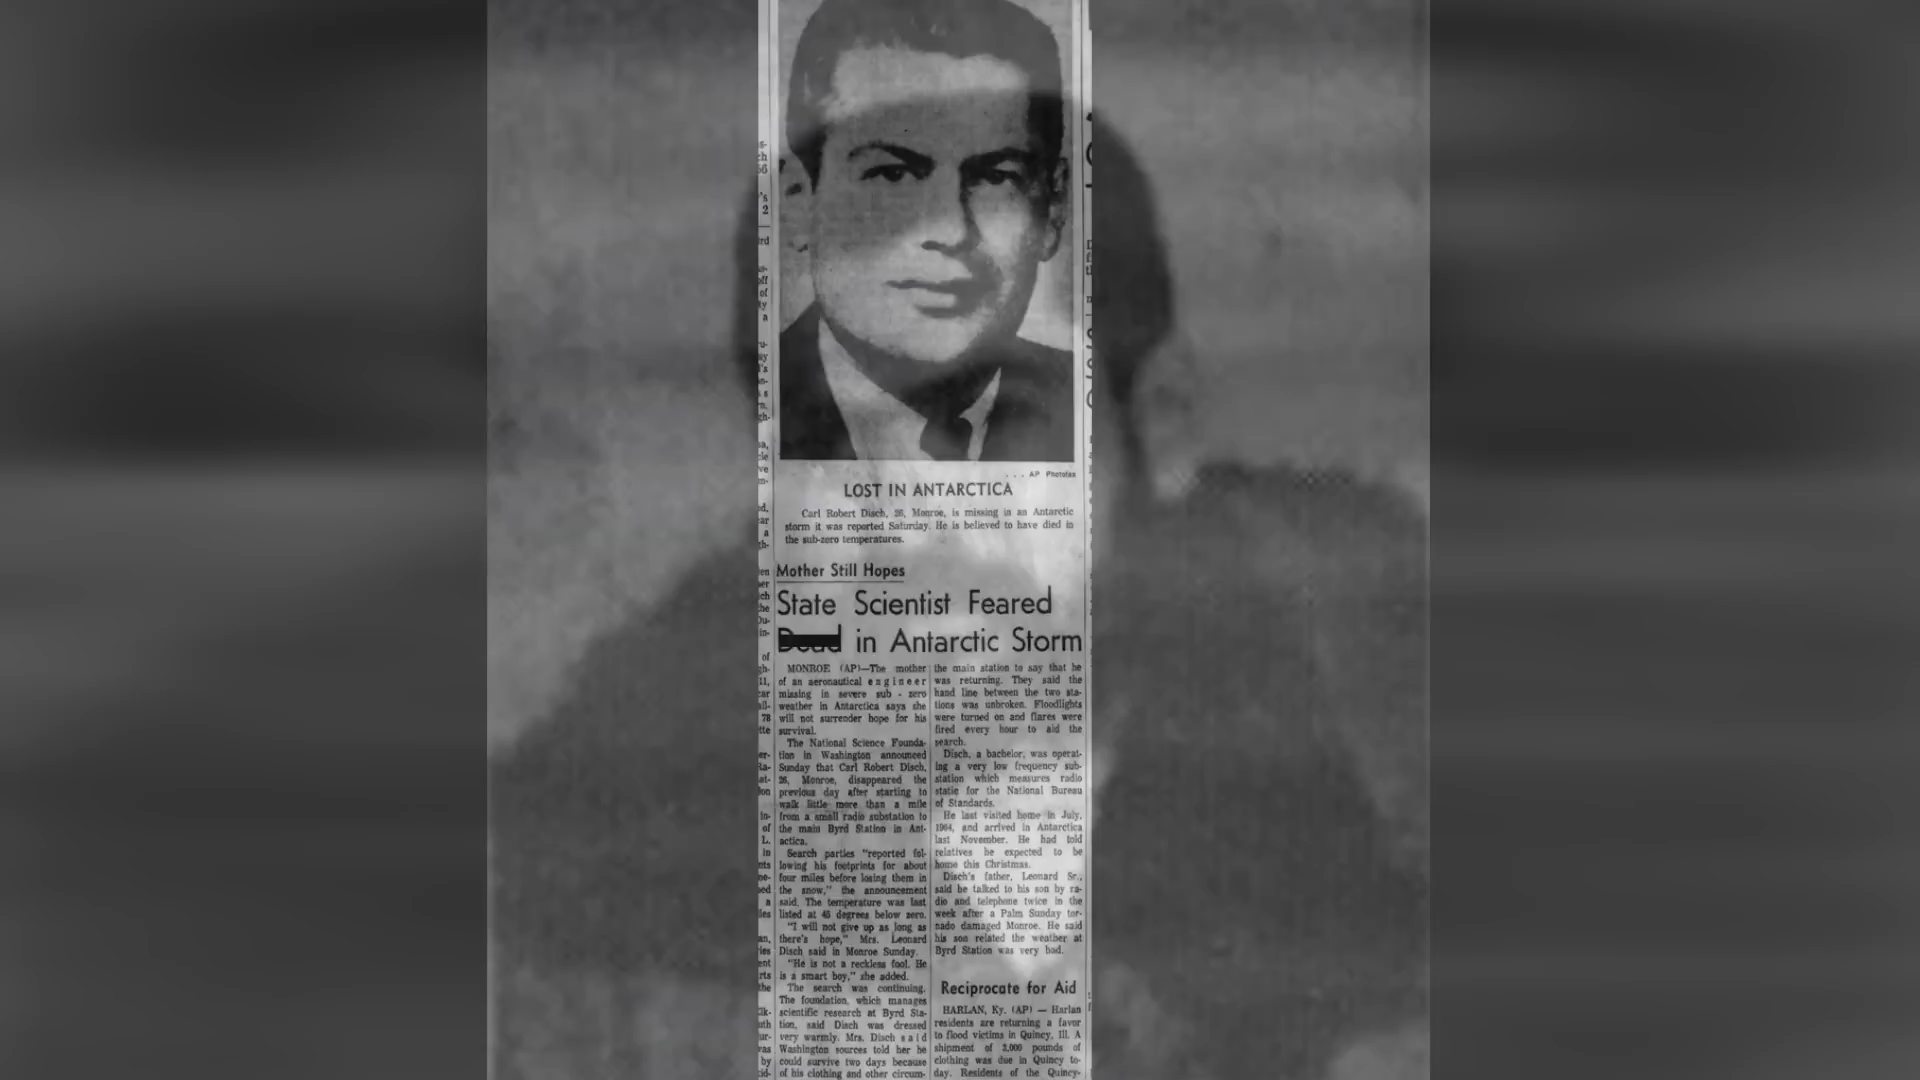 ... AP Photofax
LOST IN ANTARCTICA
Carl Robert Disch, 26, Monroe, is missing in an Antarctic
storm it was reported Saturday. He is believed to have died in
the sub-zero temperatures.
Mother Still Hopes
State Scientist Feared
Dead in Antarctic Storm
MONROE (AP)—The mother
of an aeronautical engineer
missing in severe sub - zero
weather in Antarctica says she
will not surrender hope for his
survival.
The National Science Founda-
tion in Washington announced
Sunday that Carl Robert Disch,
26, Monroe, disappeared the
previous day after starting to
walk little more than a mile
from a small radio substation to
the main Byrd Station in Ant-
arctica.
Search parties "reported fol-
lowing his footprints for about
four miles before losing them in
the snow," the announcement
said. The temperature was last
listed at 45 degrees below zero.
"I will not give up as long as
there's hope," Mrs. Leonard
Disch said in Monroe Sunday.
"He is not a reckless fool. He
is a smart boy," she added.
The search was continuing.
The foundation, which manages
scientific research at Byrd Sta-
tion, said Disch was dressed
very warmly. Mrs. Disch said
Washington sources told her he
could survive two days because
of his clothing and other circum-
the main station to say that he
was returning. They said the
hand line between the two sta-
tions was unbroken. Floodlights
were turned on and flares were
fired every hour to aid the
search.
Disch, a bachelor, was operat-
ing a very low frequency sub-
station which measures radio
static for the National Bureau
of Standards.
He last visited home in July,
1964, and arrived in Antarctica
last November. He had told
relatives he expected to be
home this Christmas.
Disch's father, Leonard Sr.,
said he talked to his son by ra-
dio and telephone twice in the
week after a Palm Sunday tor-
nado damaged Monroe. He said
his son related the weather at
Byrd Station was very bad.
Reciprocate for Aid
HARLAN, Ky. (AP) — Harlan
residents are returning a favor
to flood victims in Quincy, Ill. A
shipment of 3,000 pounds of
clothing was due in Quincy to-
day. Residents of the Quincy-